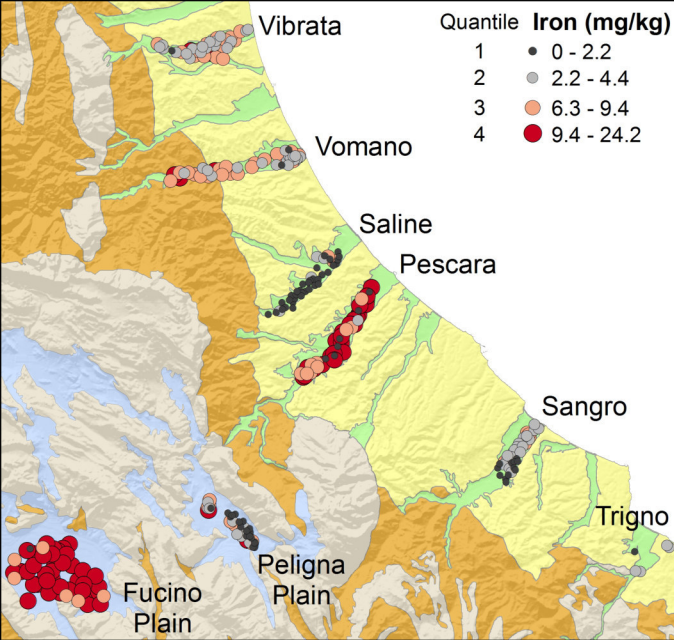 Vibrata
Quantile Iron (mg/kg)
1 0 - 2.2
2 2.2 - 4.4
3 6.3 - 9.4
4 9.4 - 24.2
Vomano
Saline
Pescara
Sangro
Trigno
Peligna
Plain
Fucino
Plain